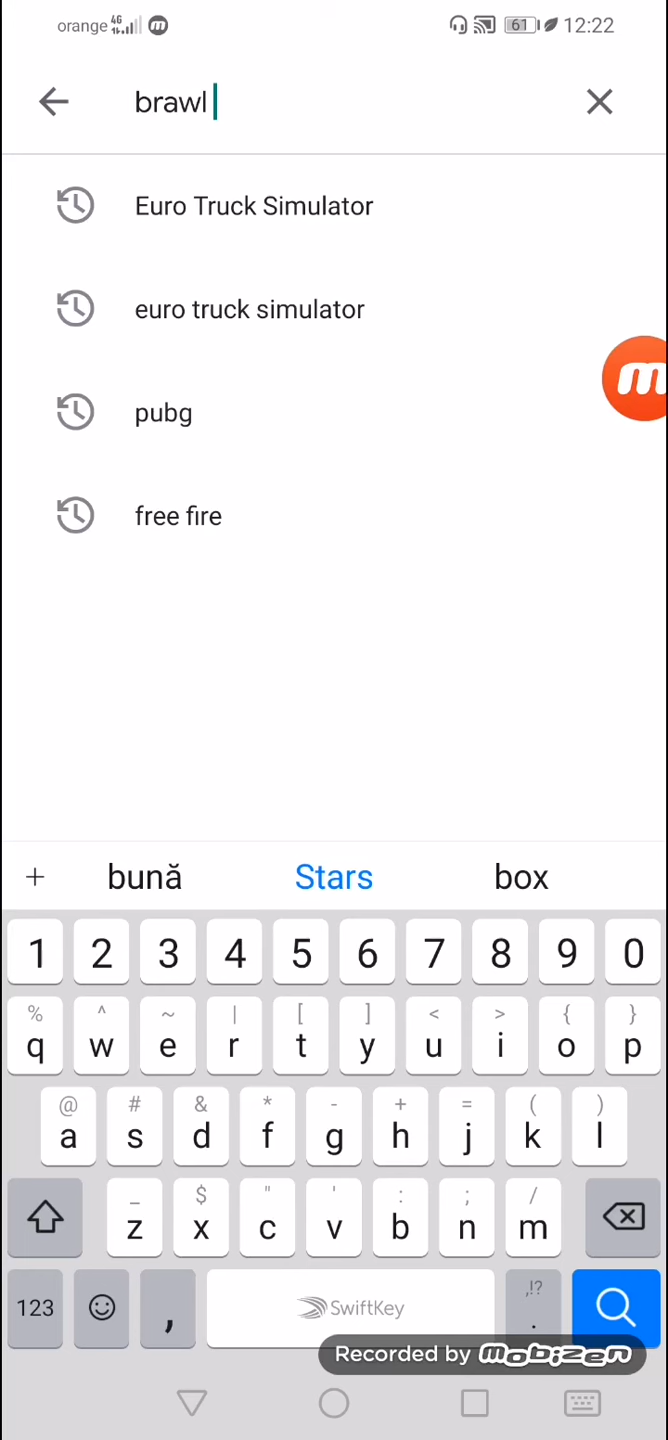 orange 4G m 61 12:22
brawl
Euro Truck Simulator
euro truck simulator
pubg
free fire
m
+ bună Stars box
1 2 3 4 5 6 7 8 9 0
% ^ ~ | [ ] < > { }
q w e r t y u i o p
@ # & * - + = ( )
a s d f g h j k l
_ $ " ' : ; /
z x c v b n m
,!?
123 , SwiftKey .
Recorded by mobizen